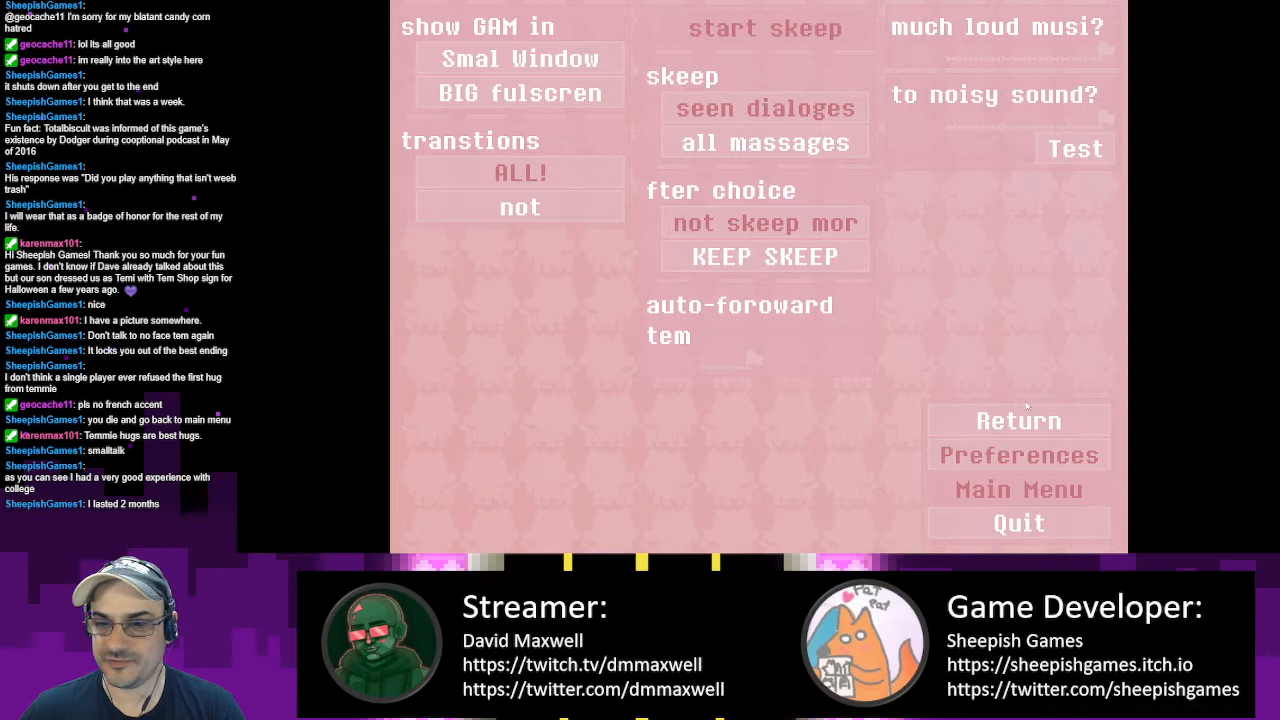 SheepishGames1:
@geocache11 I'm sorry for my blatant candy corn
hatred
geocache11: lol its all good
geocache11: im really into the art style here
SheepishGames1:
it shuts down after you get to the end
SheepishGames1: I think that was a week.
SheepishGames1:
Fun fact: Totalbiscuit was informed of this game's
existence by Dodger during cooptional podcast in May
of 2016
SheepishGames1:
His response was "Did you play anything that isn't weeb
trash"
SheepishGames1:
I will wear that as a badge of honor for the rest of my
life.
karenmax101:
Hi Sheepish Games! Thank you so much for your fun
games. I don't know if Dave already talked about this
but our son dressed us as Temi with Tem Shop sign for
Halloween a few years ago.
SheepishGames1: nice
karenmax101: I have a picture somewhere.
SheepishGames1: Don't talk to no face tem again
SheepishGames1: It locks you out of the best ending
SheepishGames1:
I don't think a single player ever refused the first hug
from temmie
geocache11: pls no french accent
SheepishGames1: you die and go back to main menu
karenmax101: Temmie hugs are best hugs.
SheepishGames1: smalltalk
SheepishGames1:
as you can see I had a very good experience with
college
SheepishGames1: I lasted 2 months
show GAM in
Smal Window
BIG fulscren
transtions
ALL!
not
start skeep
skeep
seen dialoges
all massages
fter choice
not skeep mor
KEEP SKEEP
auto-foroward
tem
much loud musi?
to noisy sound?
Test
Return
Preferences
Main Menu
Quit
Streamer:
David Maxwell
https://twitch.tv/dmmaxwell
https://twitter.com/dmmaxwell
Game Developer:
Sheepish Games
https://sheepishgames.itch.io
https://twitter.com/sheepishgames